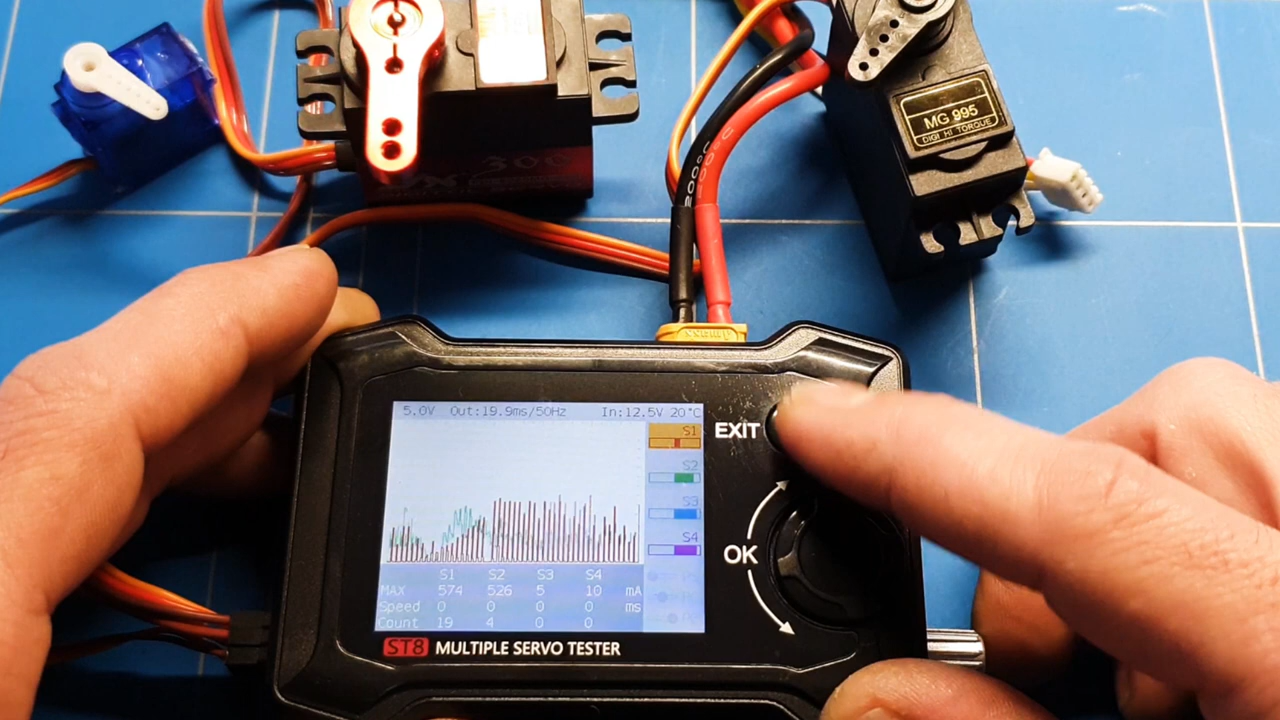 MG 995
DIGI HI TORQUE
200°C
5.0V Out:19.9ms/50Hz In:12.5V 20°C
S1
S2
S3
S4
EXIT
OK
S1 S2 S3 S4
MAX 574 526 5 10 mA
Speed 0 0 0 0 ms
Count 19 4 0 0
ST8 MULTIPLE SERVO TESTER